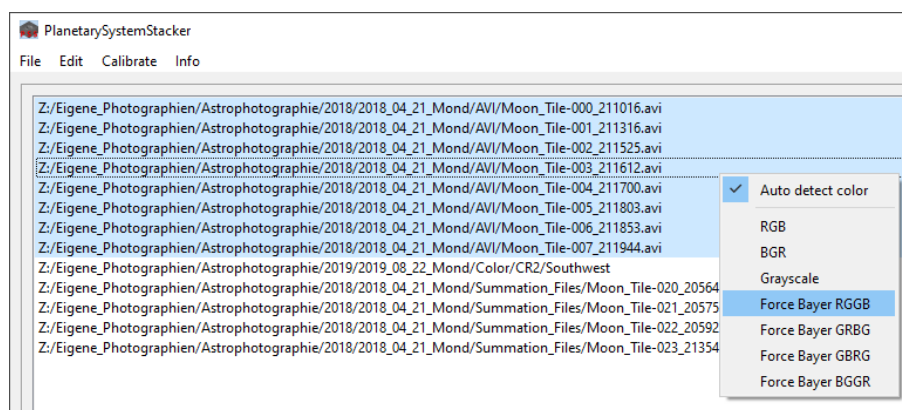 PlanetarySystemStacker
File Edit Calibrate Info
Z:/Eigene_Photographien/Astrophotographie/2018/2018_04_21_Mond/AVI/Moon_Tile-000_211016.avi
Z:/Eigene_Photographien/Astrophotographie/2018/2018_04_21_Mond/AVI/Moon_Tile-001_211316.avi
Z:/Eigene_Photographien/Astrophotographie/2018/2018_04_21_Mond/AVI/Moon_Tile-002_211525.avi
Z:/Eigene_Photographien/Astrophotographie/2018/2018_04_21_Mond/AVI/Moon_Tile-003_211612.avi
Z:/Eigene_Photographien/Astrophotographie/2018/2018_04_21_Mond/AVI/Moon_Tile-004_211700.avi
Z:/Eigene_Photographien/Astrophotographie/2018/2018_04_21_Mond/AVI/Moon_Tile-005_211803.avi
Z:/Eigene_Photographien/Astrophotographie/2018/2018_04_21_Mond/AVI/Moon_Tile-006_211853.avi
Z:/Eigene_Photographien/Astrophotographie/2018/2018_04_21_Mond/AVI/Moon_Tile-007_211944.avi
Z:/Eigene_Photographien/Astrophotographie/2019/2019_08_22_Mond/Color/CR2/Southwest
Z:/Eigene_Photographien/Astrophotographie/2018/2018_04_21_Mond/Summation_Files/Moon_Tile-020_20564
Z:/Eigene_Photographien/Astrophotographie/2018/2018_04_21_Mond/Summation_Files/Moon_Tile-021_20575
Z:/Eigene_Photographien/Astrophotographie/2018/2018_04_21_Mond/Summation_Files/Moon_Tile-022_20592
Z:/Eigene_Photographien/Astrophotographie/2018/2018_04_21_Mond/Summation_Files/Moon_Tile-023_21354
Auto detect color
RGB
BGR
Grayscale
Force Bayer RGGB
Force Bayer GRBG
Force Bayer GBRG
Force Bayer BGGR